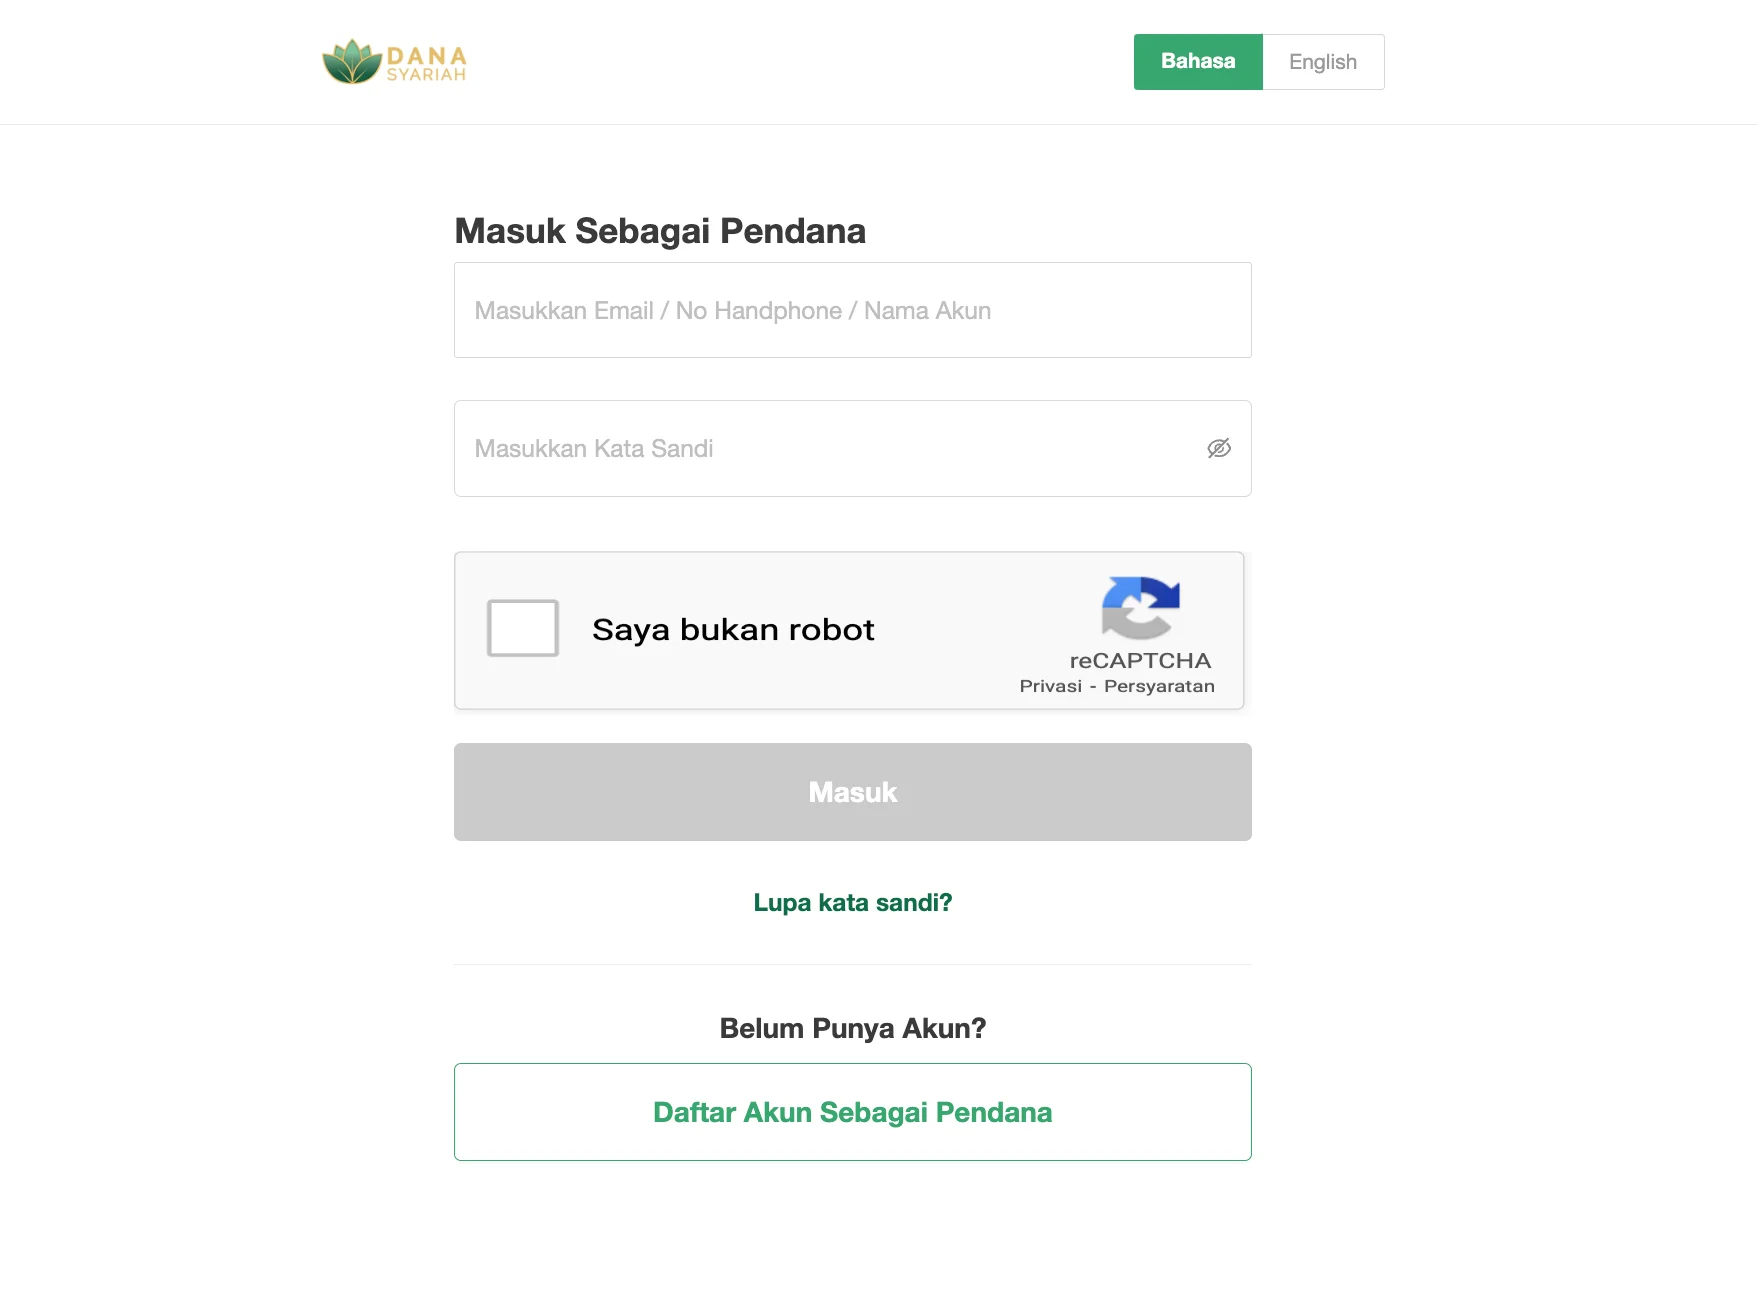 DANA
SYARIAH
Bahasa
English
Masuk Sebagai Pendana
Masukkan Email / No Handphone / Nama Akun
Masukkan Kata Sandi
Saya bukan robot
reCAPTCHA
Privasi - Persyaratan
Masuk
Lupa kata sandi?
Belum Punya Akun?
Daftar Akun Sebagai Pendana